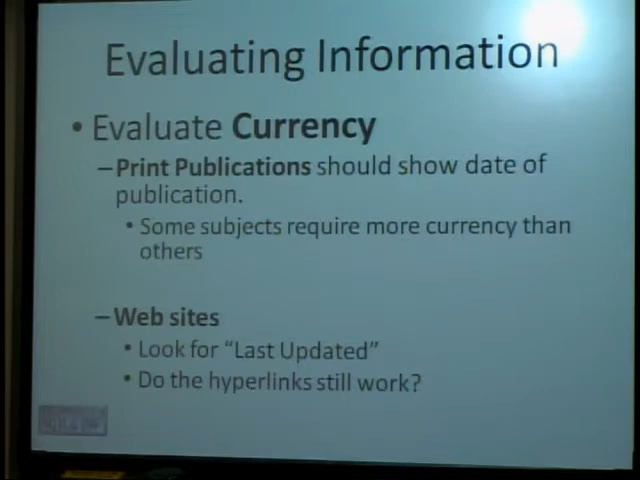 Evaluating Information
• Evaluate Currency
–Print Publications should show date of
publication.
• Some subjects require more currency than
others
–Web sites
• Look for “Last Updated”
• Do the hyperlinks still work?